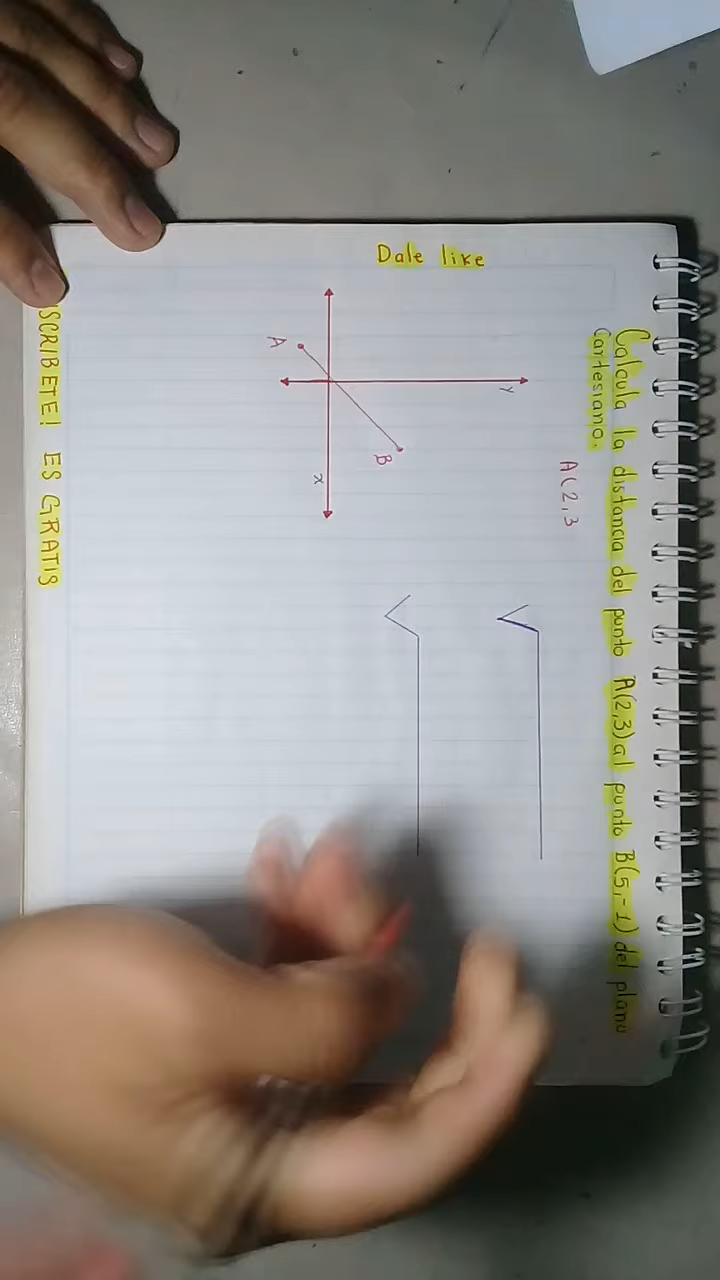 Calcula la distancia del punto A(2,3) al punto B(5,-1) del plano
cartesiano.
A(2,3
Dale like
y
B
x
A
SCRIBETE! ES GRATIS